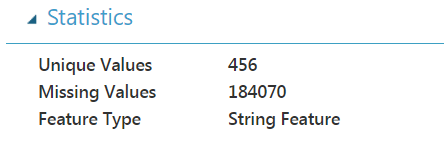 Statistics
Unique Values 456
Missing Values 184070
Feature Type String Feature